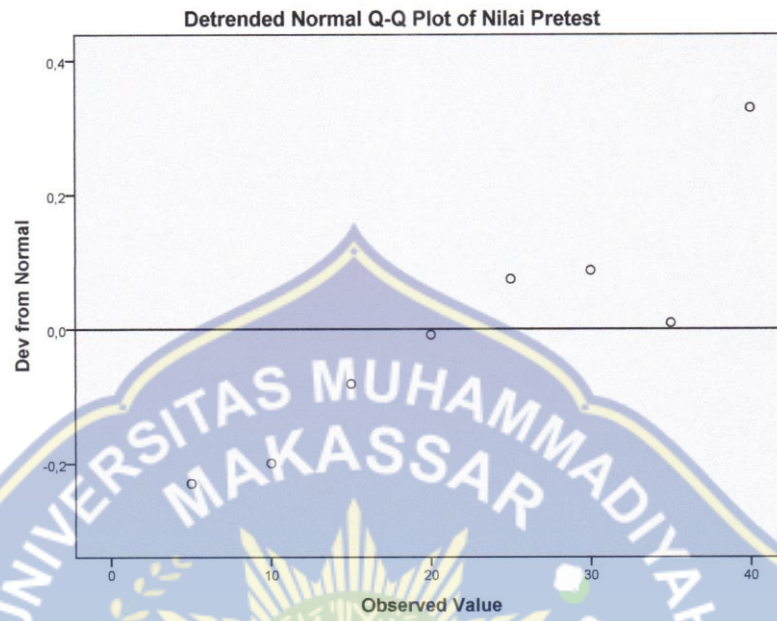 Detrended Normal Q-Q Plot of Nilai Pretest
0,4
0,2
0,0
-0,2
Dev from Normal
0
10
20
30
40
Observed Value
UNIVERSITAS MUHAMMADIYAH
MAKASSAR